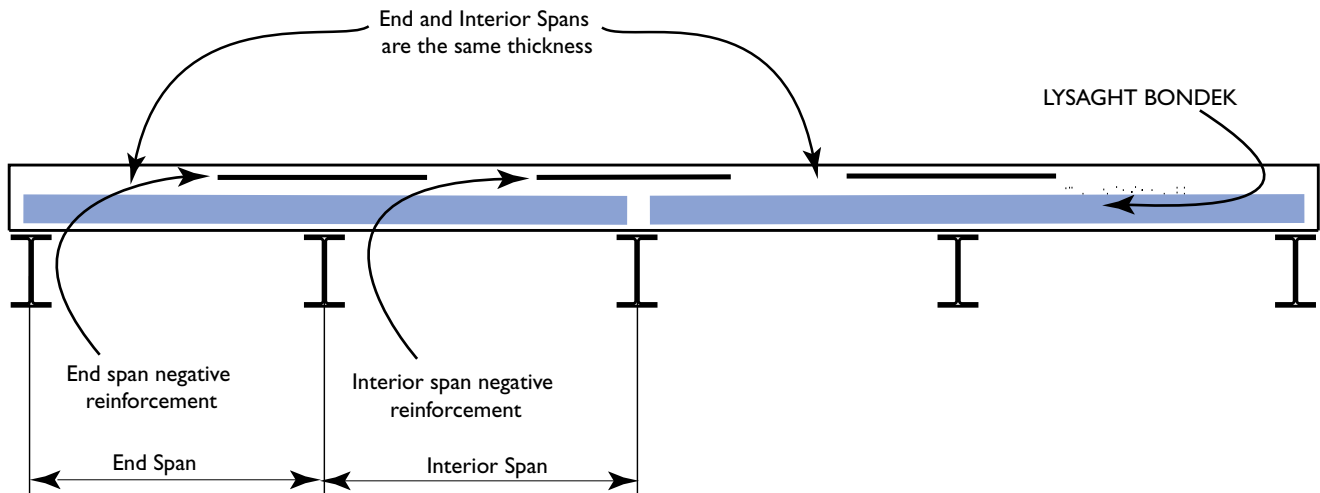 End and Interior Spans
are the same thickness
LYSAGHT BONDEK
End span negative
reinforcement
Interior span negative
reinforcement
End Span
Interior Span